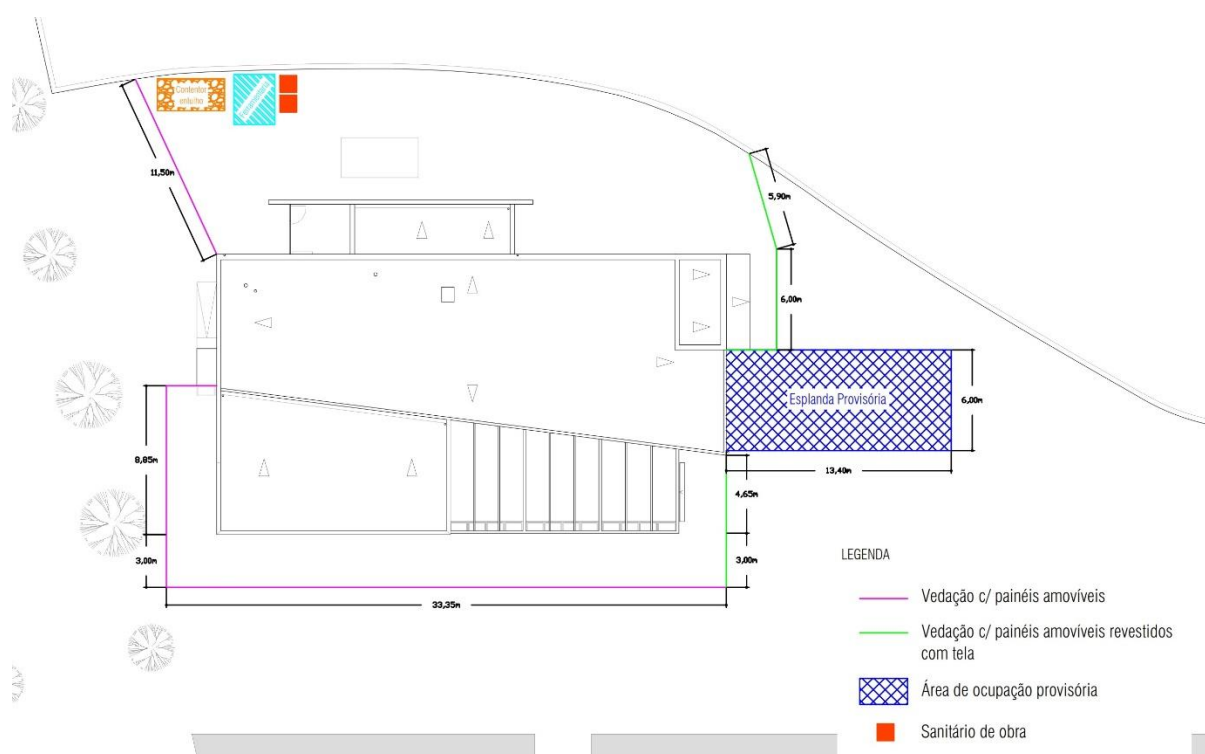 Contentor
entulho
11,50m
5,90m
6,00m
Esplanda Provisória
6,00m
13,40m
8,85m
4,65m
3,00m
3,00m
33,35m
LEGENDA
Vedação c/ painéis amovíveis
Vedação c/ painéis amovíveis revestidos
com tela
Área de ocupação provisória
Sanitário de obra